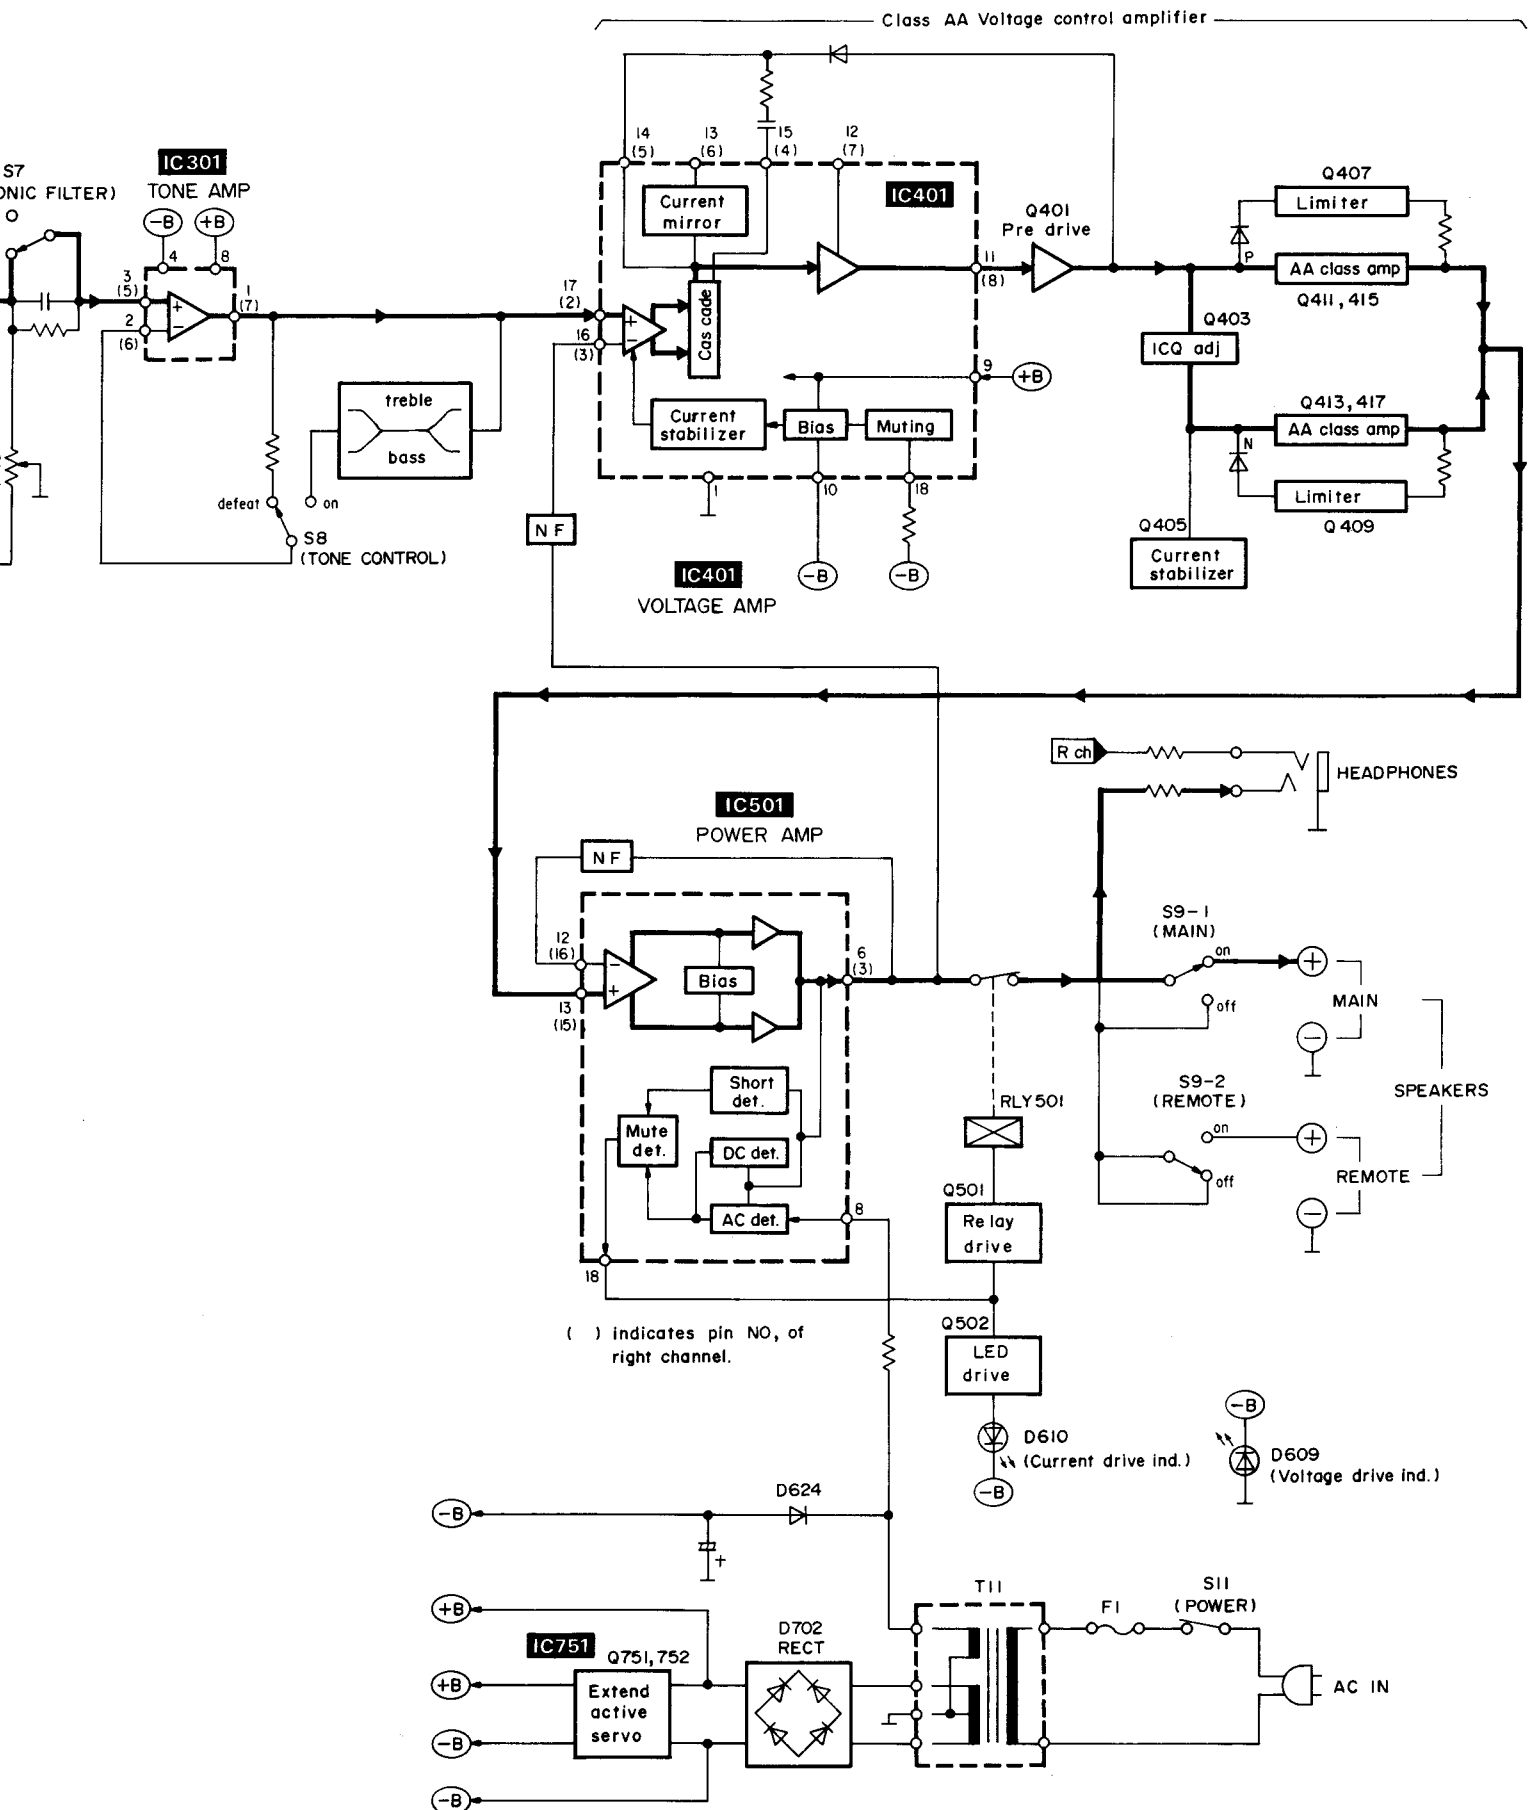 Class AA Voltage control amplifier
S7
ONIC FILTER)
IC301
TONE AMP
−B
+B
4
8
3
(5)
2
(6)
1
(7)
+
−
treble
bass
defeat
on
S8
(TONE CONTROL)
14
(5)
13
(6)
15
(4)
12
(7)
IC401
Current
mirror
17
(2)
16
(3)
+
−
Cas cade
11
(8)
9
+B
Current
stabilizer
Bias
Muting
1
10
18
NF
IC401
VOLTAGE AMP
−B
−B
Q401
Pre drive
Q407
Limiter
P
AA class amp
Q411, 415
Q403
ICQ adj
Q413, 417
AA class amp
N
Limiter
Q409
Q405
Current
stabilizer
R ch
HEADPHONES
IC501
POWER AMP
NF
12
(16)
−
+
13
(15)
Bias
6
(3)
Short
det.
Mute
det.
DC det.
AC det.
8
18
S9-1
(MAIN)
on
off
+
MAIN
−
SPEAKERS
S9-2
(REMOTE)
on
off
+
REMOTE
−
RLY501
Q501
Relay
drive
Q502
LED
drive
( ) indicates pin NO, of
right channel.
D610
(Current drive ind.)
−B
−B
D609
(Voltage drive ind.)
−B
D624
+
+B
IC751
Q751, 752
+B
Extend
active
servo
−B
−B
D702
RECT
T11
F1
S11
(POWER)
AC IN